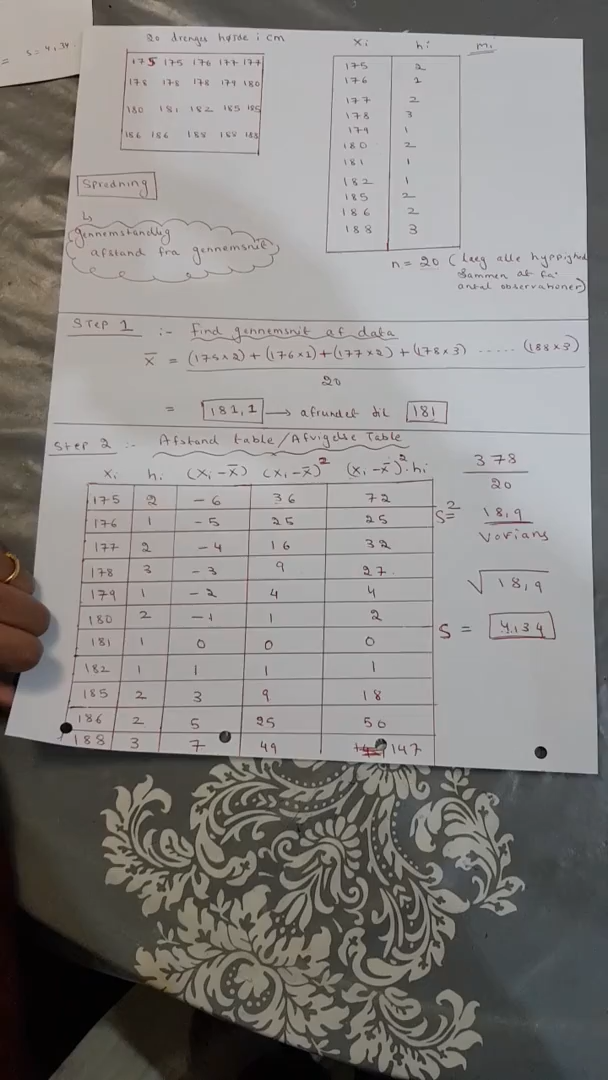 = s = 4,34
20 drenges højde i cm
175 175 176 177 177
178 178 178 179 180
180 181 182 185 185
186 186 188 188 188
xi hi m.
175 2
176 1
177 2
178 3
179 1
180 2
181 1
182 1
185 2
186 2
188 3
n = 20 (læg alle hyppighed
sammen at få
antal observationer)
Spredning
↳
gennemstandlig
afstand fra gennemsnit
STEP 1 :- find gennemsnit af data
x̄ = (175×2) + (176×1) + (177×2) + (178×3) ...... (188×3)
20
= 181,1 → afrundet til 181
Step 2 :- Afstand table/Afvigelse Table
xi hi (xi - x̄) (xi - x̄)² (xi - x̄)²·hi
175 2 -6 36 72
176 1 -5 25 25
177 2 -4 16 32
178 3 -3 9 27
179 1 -2 4 4
180 2 -1 1 2
181 1 0 0 0
182 1 1 1 1
185 2 3 9 18
186 2 5 25 50
188 3 7 49 147
378
20
s² = 18,9
Varians
√18,9
s = 4,34